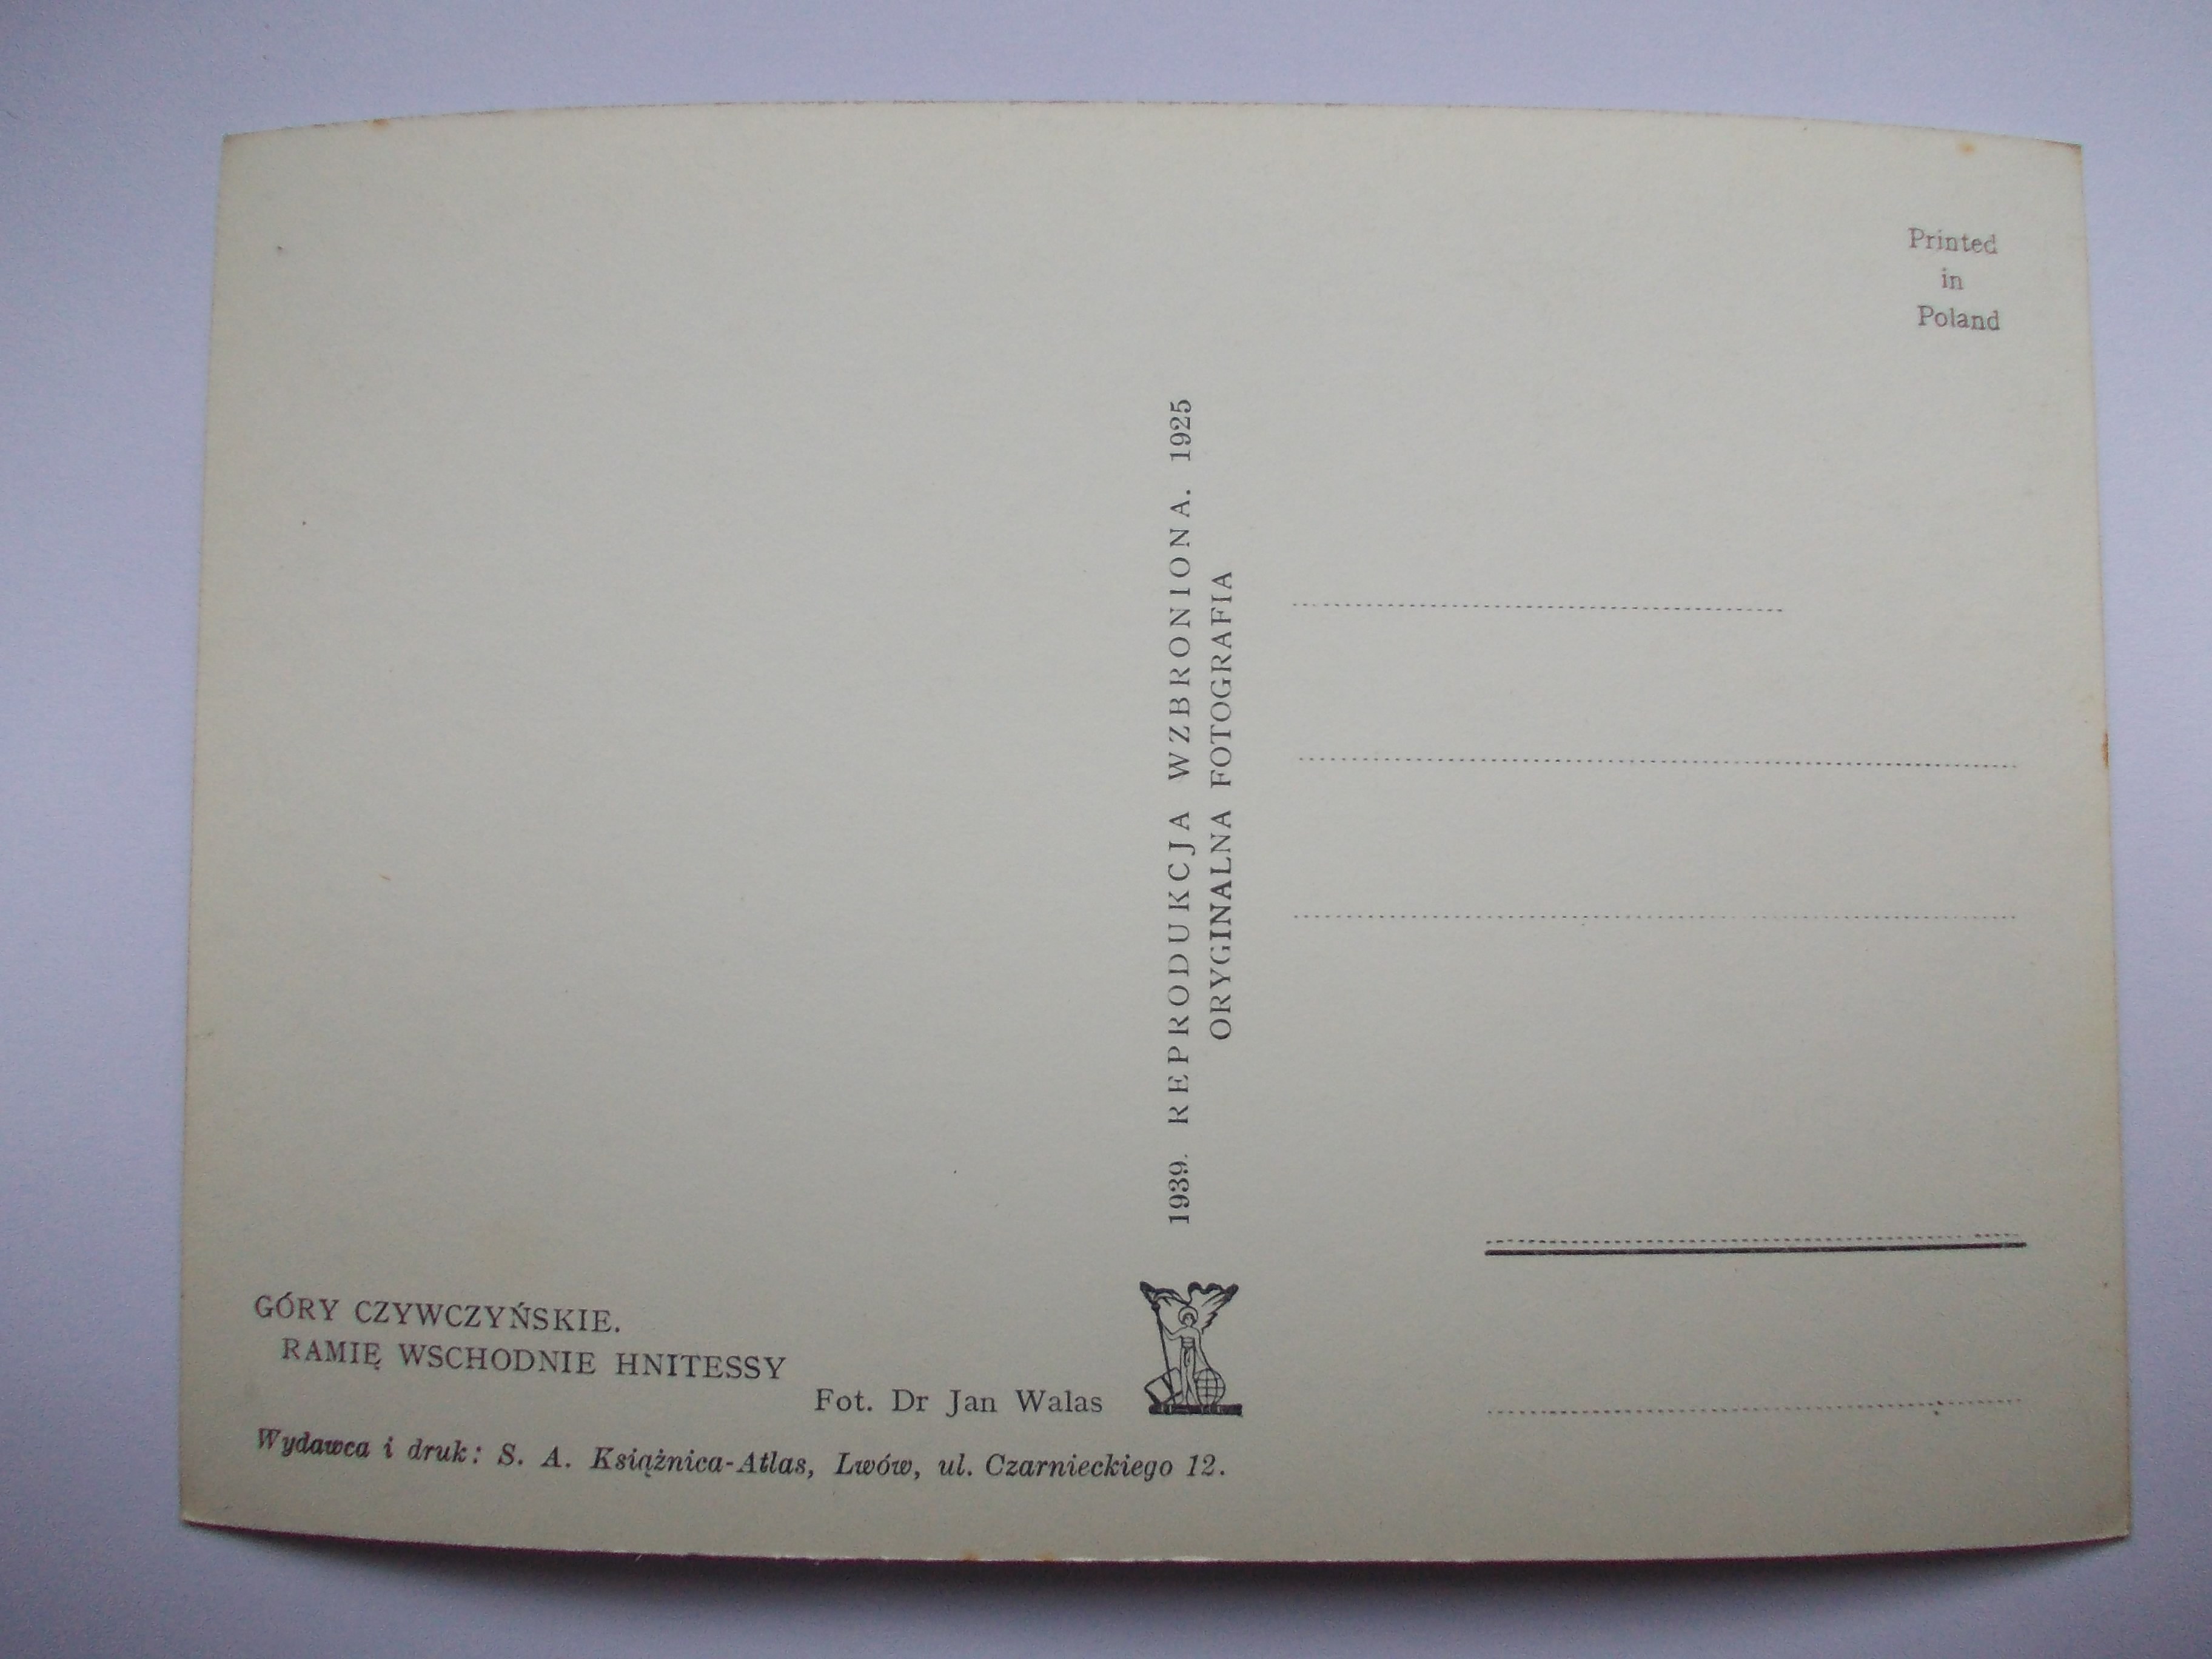 Printed
in
Poland
1939. REPRODUKCJA WZBRONIONA. 1925
ORYGINALNA FOTOGRAFIA
GÓRY CZYWCZYŃSKIE.
RAMIĘ WSCHODNIE HNITESSY
Fot. Dr Jan Walas
Wydawca i druk: S. A. Książnica-Atlas, Lwów, ul. Czarnieckiego 12.